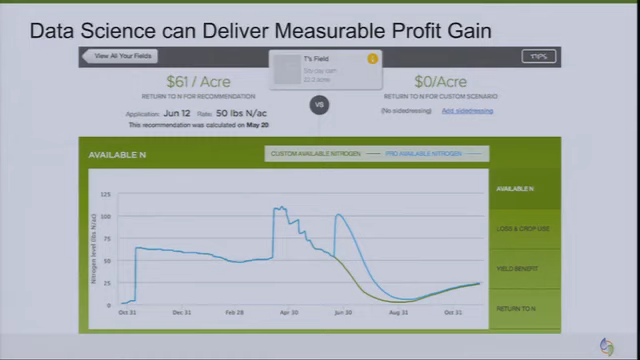 Data Science can Deliver Measurable Profit Gain
View All Your Fields
T's Field
$61 / Acre
RETURN TO N FOR RECOMMENDATION
Application: Jun 12 Rate: 50 lbs N/ac
This recommendation was calculated on May 20
VS
$0/Acre
RETURN TO N FOR CUSTOM SCENARIO
(No sidedressing) Add sidedressing
AVAILABLE N
CUSTOM AVAILABLE NITROGEN
PRO AVAILABLE NITROGEN
Nitrogen level (lbs N/ac)
125
100
75
50
25
0
Oct 31 Dec 31 Feb 28 Apr 30 Jun 30 Aug 31 Oct 31
AVAILABLE N
LOSS & CROP USE
YIELD BENEFIT
RETURN TO N